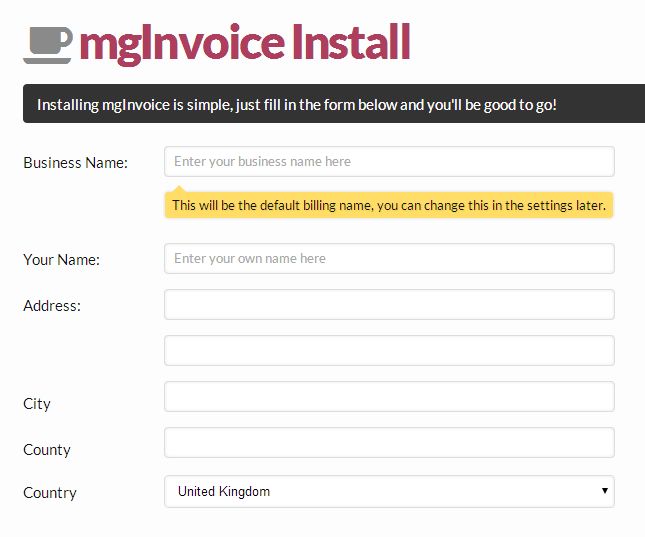 mgInvoice Install
Installing mgInvoice is simple, just fill in the form below and you'll be good to go!
Business Name:
Enter your business name here
This will be the default billing name, you can change this in the settings later.
Your Name:
Enter your own name here
Address:
City
County
Country
United Kingdom